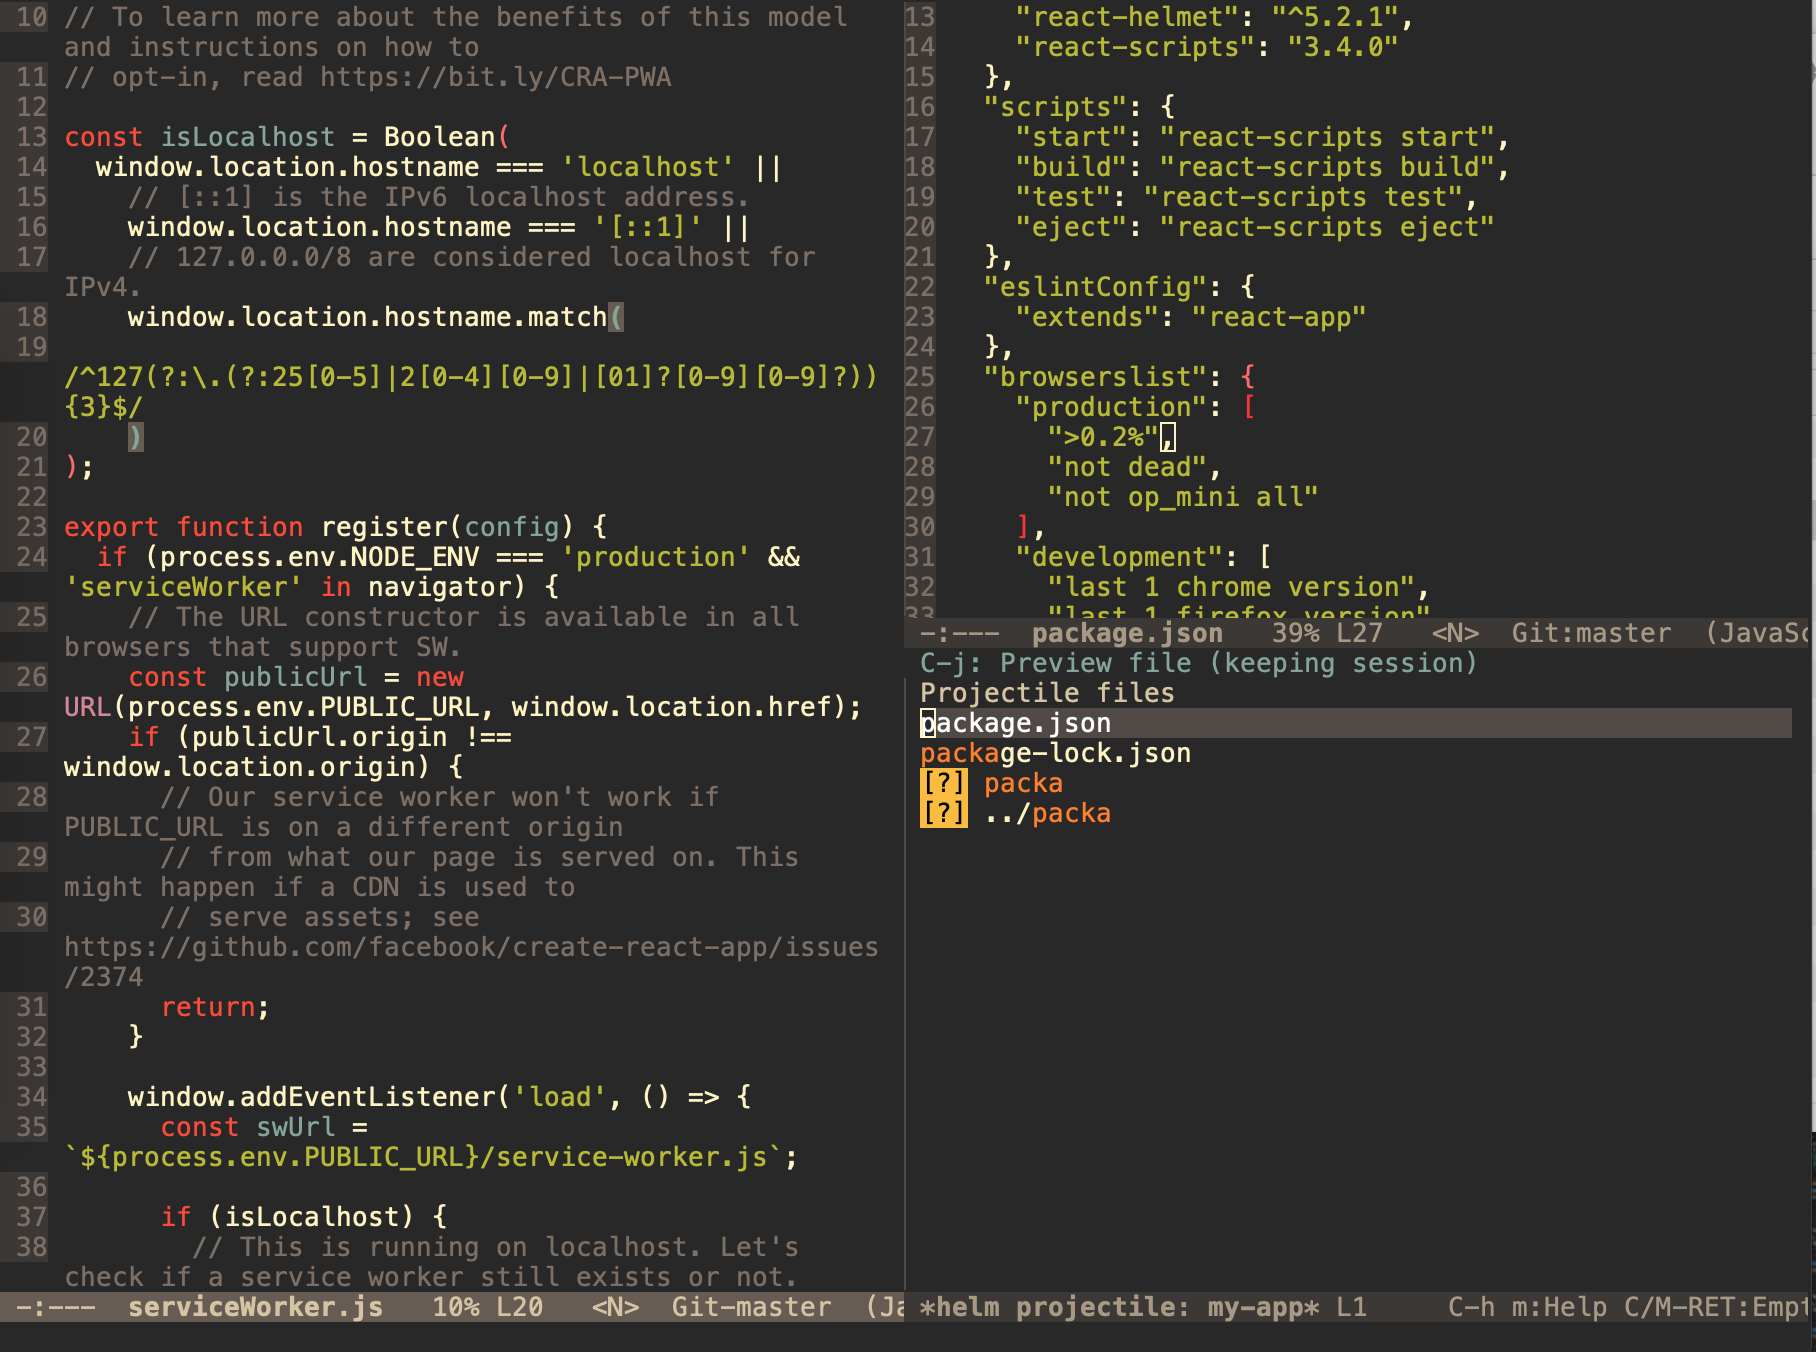 10 // To learn more about the benefits of this model
and instructions on how to
11 // opt-in, read https://bit.ly/CRA-PWA
12
13 const isLocalhost = Boolean(
14   window.location.hostname === 'localhost' ||
15     // [::1] is the IPv6 localhost address.
16     window.location.hostname === '[::1]' ||
17     // 127.0.0.0/8 are considered localhost for
IPv4.
18     window.location.hostname.match(
19
/^127(?:\.(?:25[0-5]|2[0-4][0-9]|[01]?[0-9][0-9]?))
{3}$/
20     )
21 );
22
23 export function register(config) {
24   if (process.env.NODE_ENV === 'production' &&
'serviceWorker' in navigator) {
25     // The URL constructor is available in all
browsers that support SW.
26     const publicUrl = new
URL(process.env.PUBLIC_URL, window.location.href);
27     if (publicUrl.origin !==
window.location.origin) {
28       // Our service worker won't work if
PUBLIC_URL is on a different origin
29       // from what our page is served on. This
might happen if a CDN is used to
30       // serve assets; see
https://github.com/facebook/create-react-app/issues
/2374
31       return;
32     }
33
34     window.addEventListener('load', () => {
35       const swUrl =
`${process.env.PUBLIC_URL}/service-worker.js`;
36
37       if (isLocalhost) {
38         // This is running on localhost. Let's
check if a service worker still exists or not.
-:---  serviceWorker.js   10% L20   <N>  Git-master  (Ja
13     "react-helmet": "^5.2.1",
14     "react-scripts": "3.4.0"
15   },
16   "scripts": {
17     "start": "react-scripts start",
18     "build": "react-scripts build",
19     "test": "react-scripts test",
20     "eject": "react-scripts eject"
21   },
22   "eslintConfig": {
23     "extends": "react-app"
24   },
25   "browserslist": {
26     "production": [
27       ">0.2%",
28       "not dead",
29       "not op_mini all"
30     ],
31     "development": [
32       "last 1 chrome version",
33       "last 1 firefox version"
-:---  package.json   39% L27   <N>  Git:master  (JavaSc
C-j: Preview file (keeping session)
Projectile files
package.json
package-lock.json
[?] packa
[?] ../packa
*helm projectile: my-app* L1     C-h m:Help C/M-RET:Empt